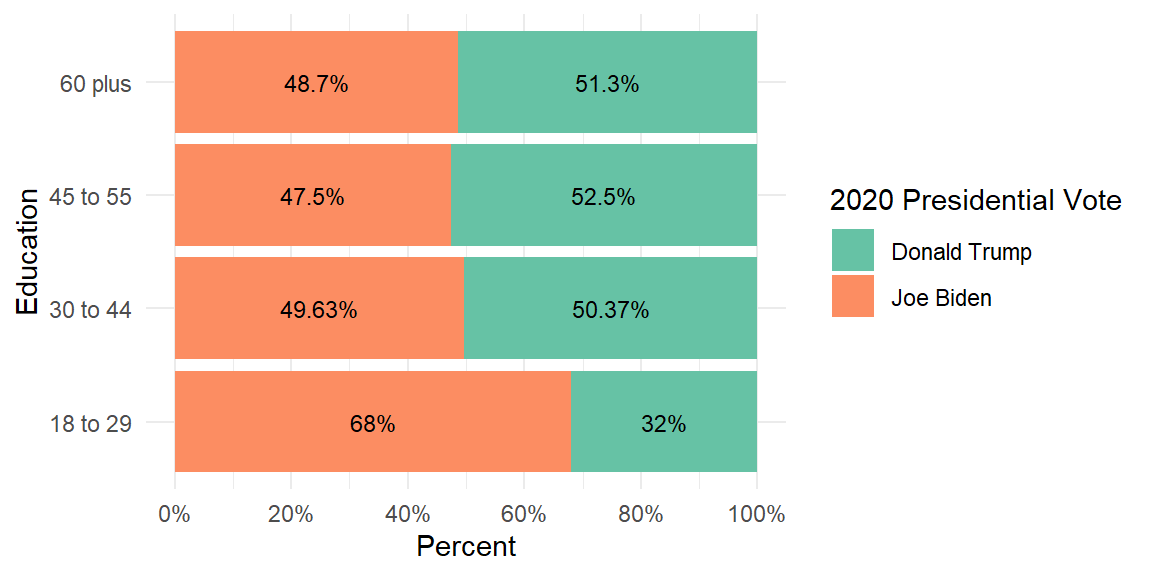 60 plus
48.7%
51.3%
45 to 55
47.5%
52.5%
30 to 44
49.63%
50.37%
18 to 29
68%
32%
Education
0%
20%
40%
60%
80%
100%
Percent
2020 Presidential Vote
Donald Trump
Joe Biden